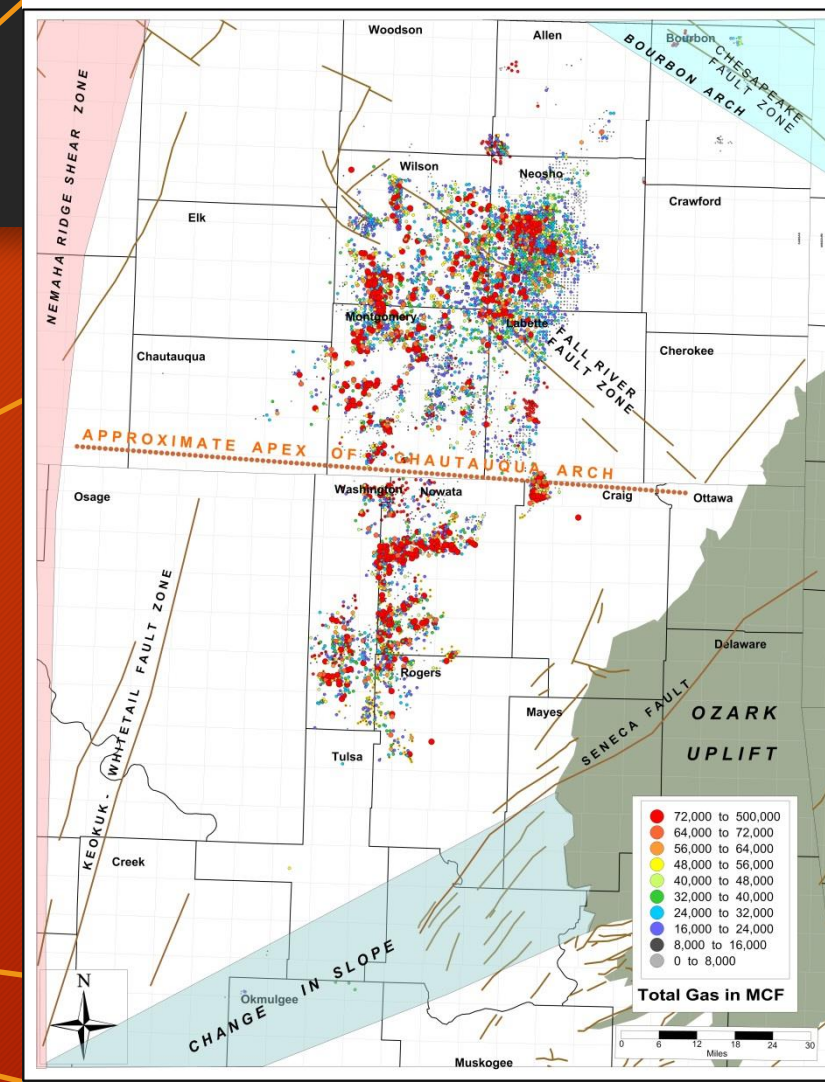 Woodson
Allen
Bourbon
BOURBON ARCH
CHESAPEAKE
FAULT ZONE
NEMAHA RIDGE SHEAR ZONE
Wilson
Neosho
Crawford
Elk
Montgomery
Labette
FALL RIVER
FAULT ZONE
Cherokee
Chautauqua
APPROXIMATE APEX OF CHAUTAUQUA ARCH
Osage
Washington
Nowata
Craig
Ottawa
KEOKUK - WHITETAIL FAULT ZONE
Delaware
Rogers
Mayes
SENECA FAULT
OZARK
UPLIFT
Tulsa
Creek
72,000 to 500,000
64,000 to 72,000
56,000 to 64,000
48,000 to 56,000
40,000 to 48,000
32,000 to 40,000
24,000 to 32,000
16,000 to 24,000
8,000 to 16,000
0 to 8,000
Total Gas in MCF
N
Okmulgee
CHANGE IN SLOPE
0 6 12 18 24 30
Miles
Muskogee